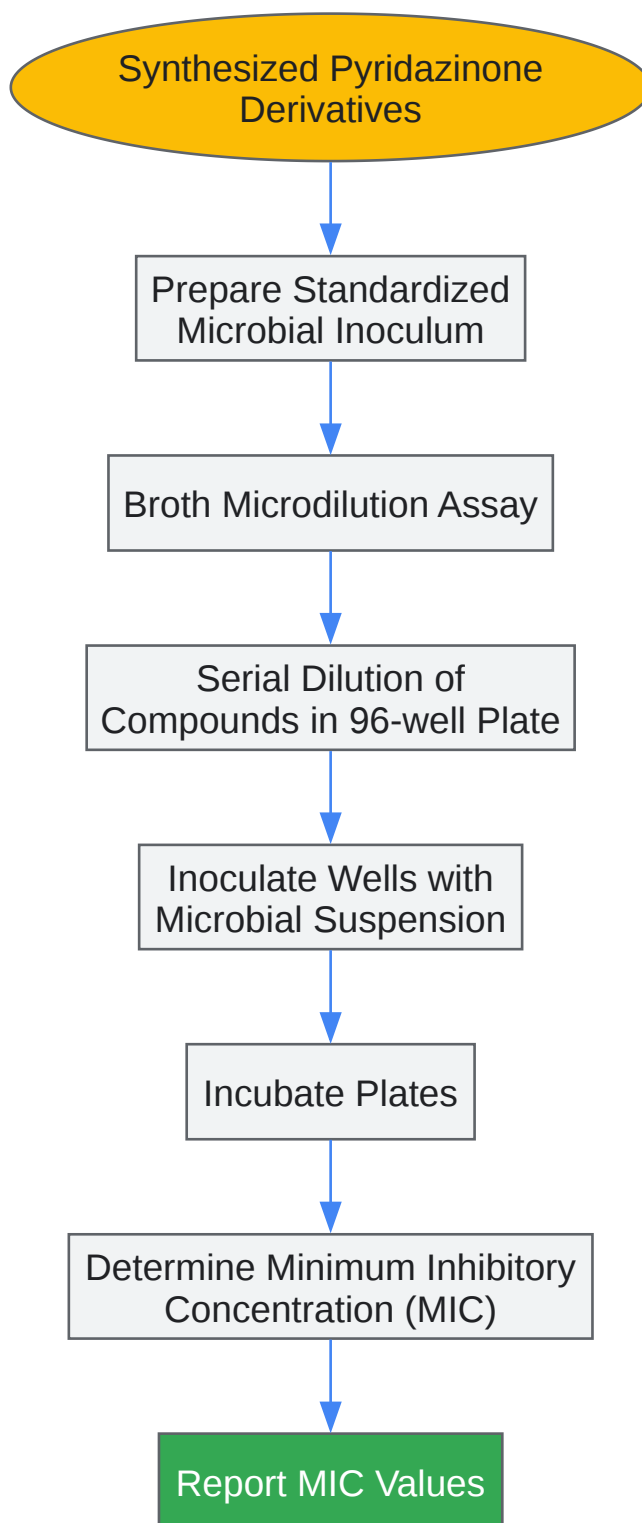 Synthesized Pyridazinone
Derivatives
Prepare Standardized
Microbial Inoculum
Broth Microdilution Assay
Serial Dilution of
Compounds in 96-well Plate
Inoculate Wells with
Microbial Suspension
Incubate Plates
Determine Minimum Inhibitory
Concentration (MIC)
Report MIC Values